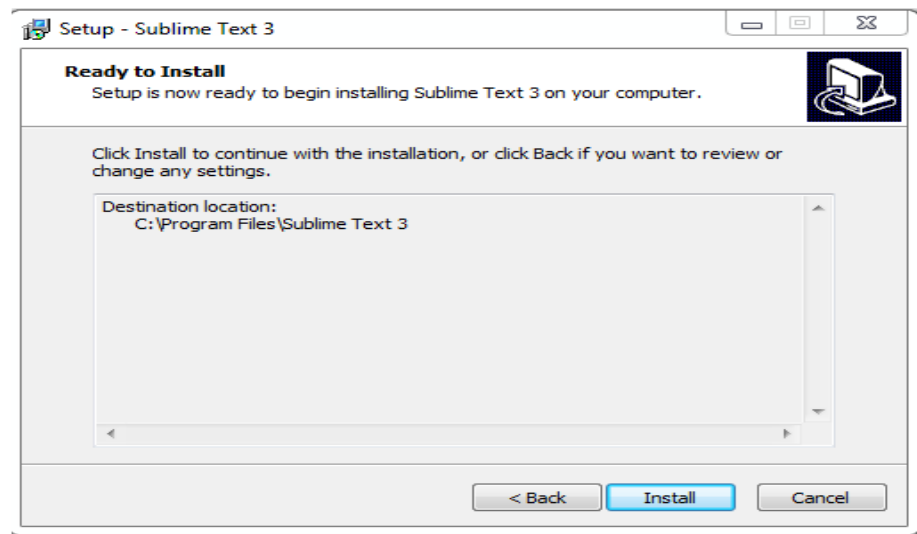 Setup - Sublime Text 3
Ready to Install
Setup is now ready to begin installing Sublime Text 3 on your computer.
Click Install to continue with the installation, or click Back if you want to review or
change any settings.
Destination location:
C:\Program Files\Sublime Text 3
< Back
Install
Cancel